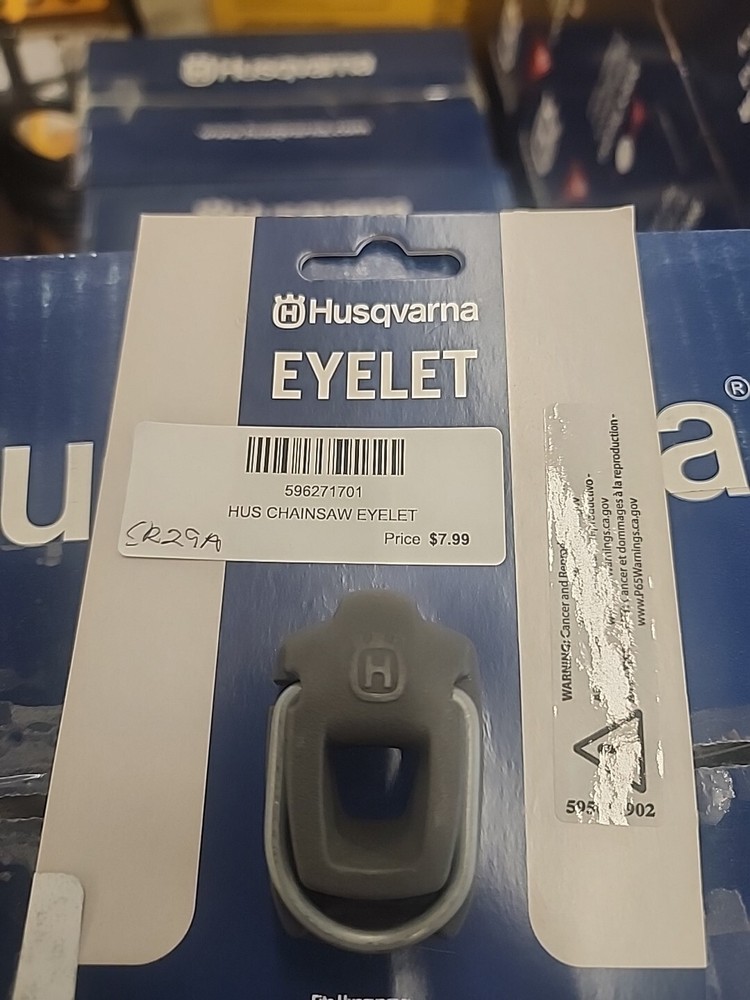 Husqvarna
u
a®
Husqvarna
EYELET
596271701
HUS CHAINSAW EYELET
SR29A
Price $7.99
H
WARNING: Cancer and
Cancer et dommages à la reproduction -
www.P65Warnings.ca.gov
902